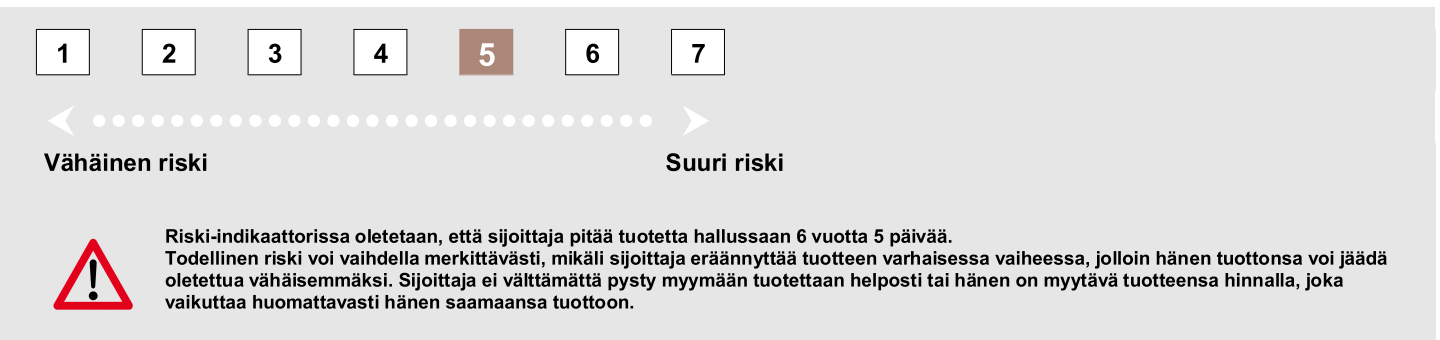 1 2 3 4 5 6 7
Vähäinen riski Suuri riski
Riski-indikaattorissa oletetaan, että sijoittaja pitää tuotetta hallussaan 6 vuotta 5 päivää.
Todellinen riski voi vaihdella merkittävästi, mikäli sijoittaja eräännyttää tuotteen varhaisessa vaiheessa, jolloin hänen tuottonsa voi jäädä
oletettua vähäisemmäksi. Sijoittaja ei välttämättä pysty myymään tuotettaan helposti tai hänen on myytävä tuotteensa hinnalla, joka
vaikuttaa huomattavasti hänen saamaansa tuottoon.